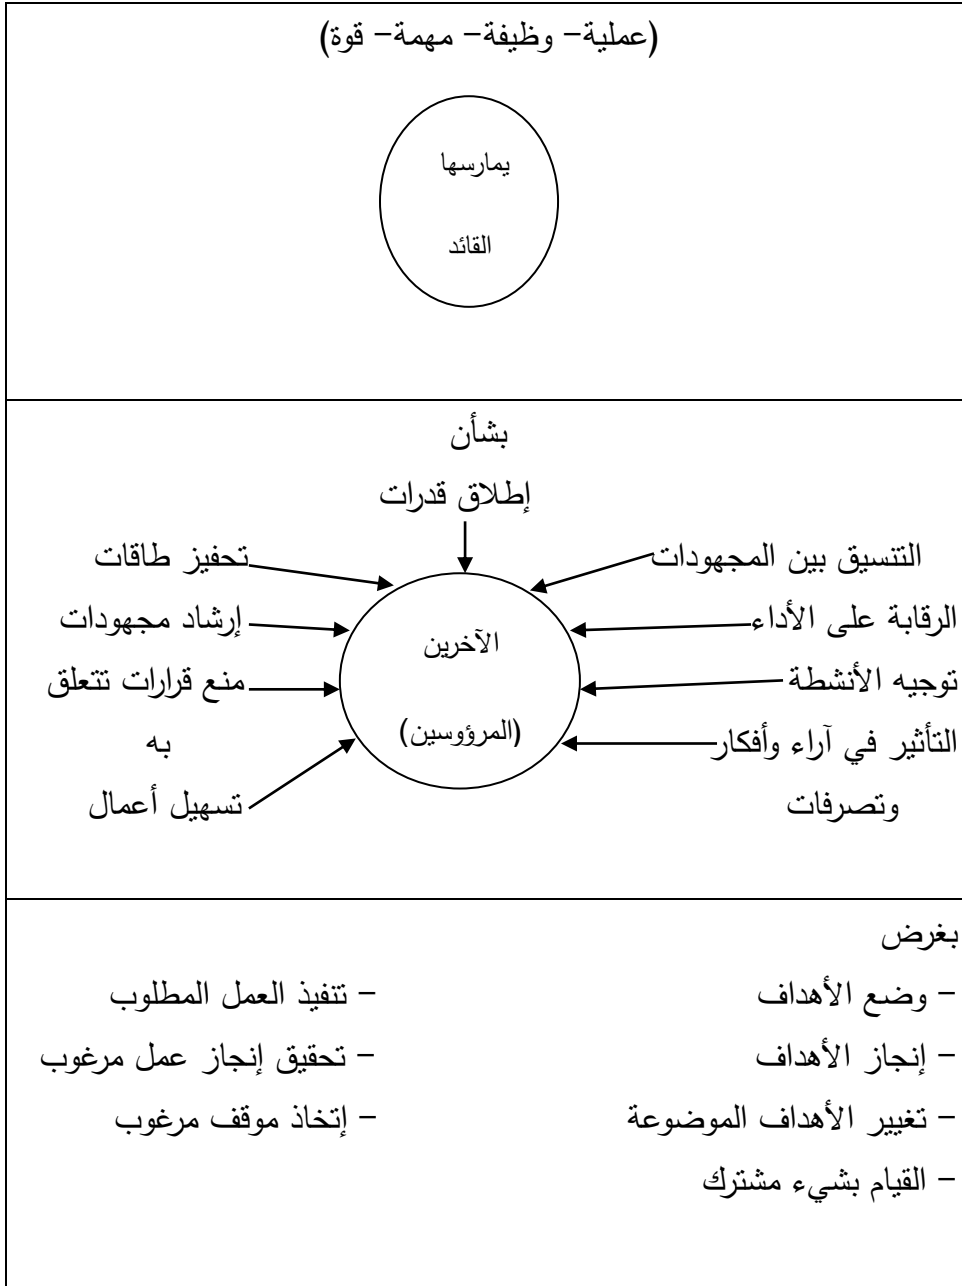 (عملية– وظيفة– مهمة– قوة)
يمارسها
القائد
بشأن
إطلاق قدرات
التنسيق بين المجهودات
الرقابة على الأداء
توجيه الأنشطة
التأثير في آراء وأفكار
وتصرفات
الآخرين
(المرؤوسين)
تحفيز طاقات
إرشاد مجهودات
منع قرارات تتعلق
به
تسهيل أعمال
بغرض
– وضع الأهداف
– إنجاز الأهداف
– تغيير الأهداف الموضوعة
– القيام بشيء مشترك
– تنفيذ العمل المطلوب
– تحقيق إنجاز عمل مرغوب
– إتخاذ موقف مرغوب